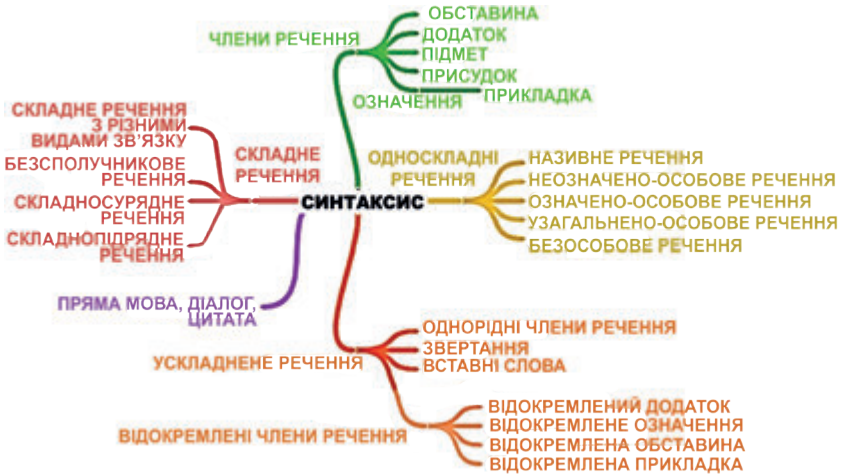 ЧЛЕНИ РЕЧЕННЯ
ОБСТАВИНА
ДОДАТОК
ПІДМЕТ
ПРИСУДОК
ОЗНАЧЕННЯ
ПРИКЛАДКА
СКЛАДНЕ РЕЧЕННЯ
З РІЗНИМИ
ВИДАМИ ЗВ'ЯЗКУ
БЕЗСПОЛУЧНИКОВЕ
РЕЧЕННЯ
СКЛАДНОСУРЯДНЕ
РЕЧЕННЯ
СКЛАДНОПІДРЯДНЕ
РЕЧЕННЯ
СКЛАДНЕ
РЕЧЕННЯ
СИНТАКСИС
ОДНОСКЛАДНІ
РЕЧЕННЯ
НАЗИВНЕ РЕЧЕННЯ
НЕОЗНАЧЕНО-ОСОБОВЕ РЕЧЕННЯ
ОЗНАЧЕНО-ОСОБОВЕ РЕЧЕННЯ
УЗАГАЛЬНЕНО-ОСОБОВЕ РЕЧЕННЯ
БЕЗОСОБОВЕ РЕЧЕННЯ
ПРЯМА МОВА, ДІАЛОГ,
ЦИТАТА
УСКЛАДНЕНЕ РЕЧЕННЯ
ОДНОРІДНІ ЧЛЕНИ РЕЧЕННЯ
ЗВЕРТАННЯ
ВСТАВНІ СЛОВА
ВІДОКРЕМЛЕНІ ЧЛЕНИ РЕЧЕННЯ
ВІДОКРЕМЛЕНИЙ ДОДАТОК
ВІДОКРЕМЛЕНЕ ОЗНАЧЕННЯ
ВІДОКРЕМЛЕНА ОБСТАВИНА
ВІДОКРЕМЛЕНА ПРИКЛАДКА